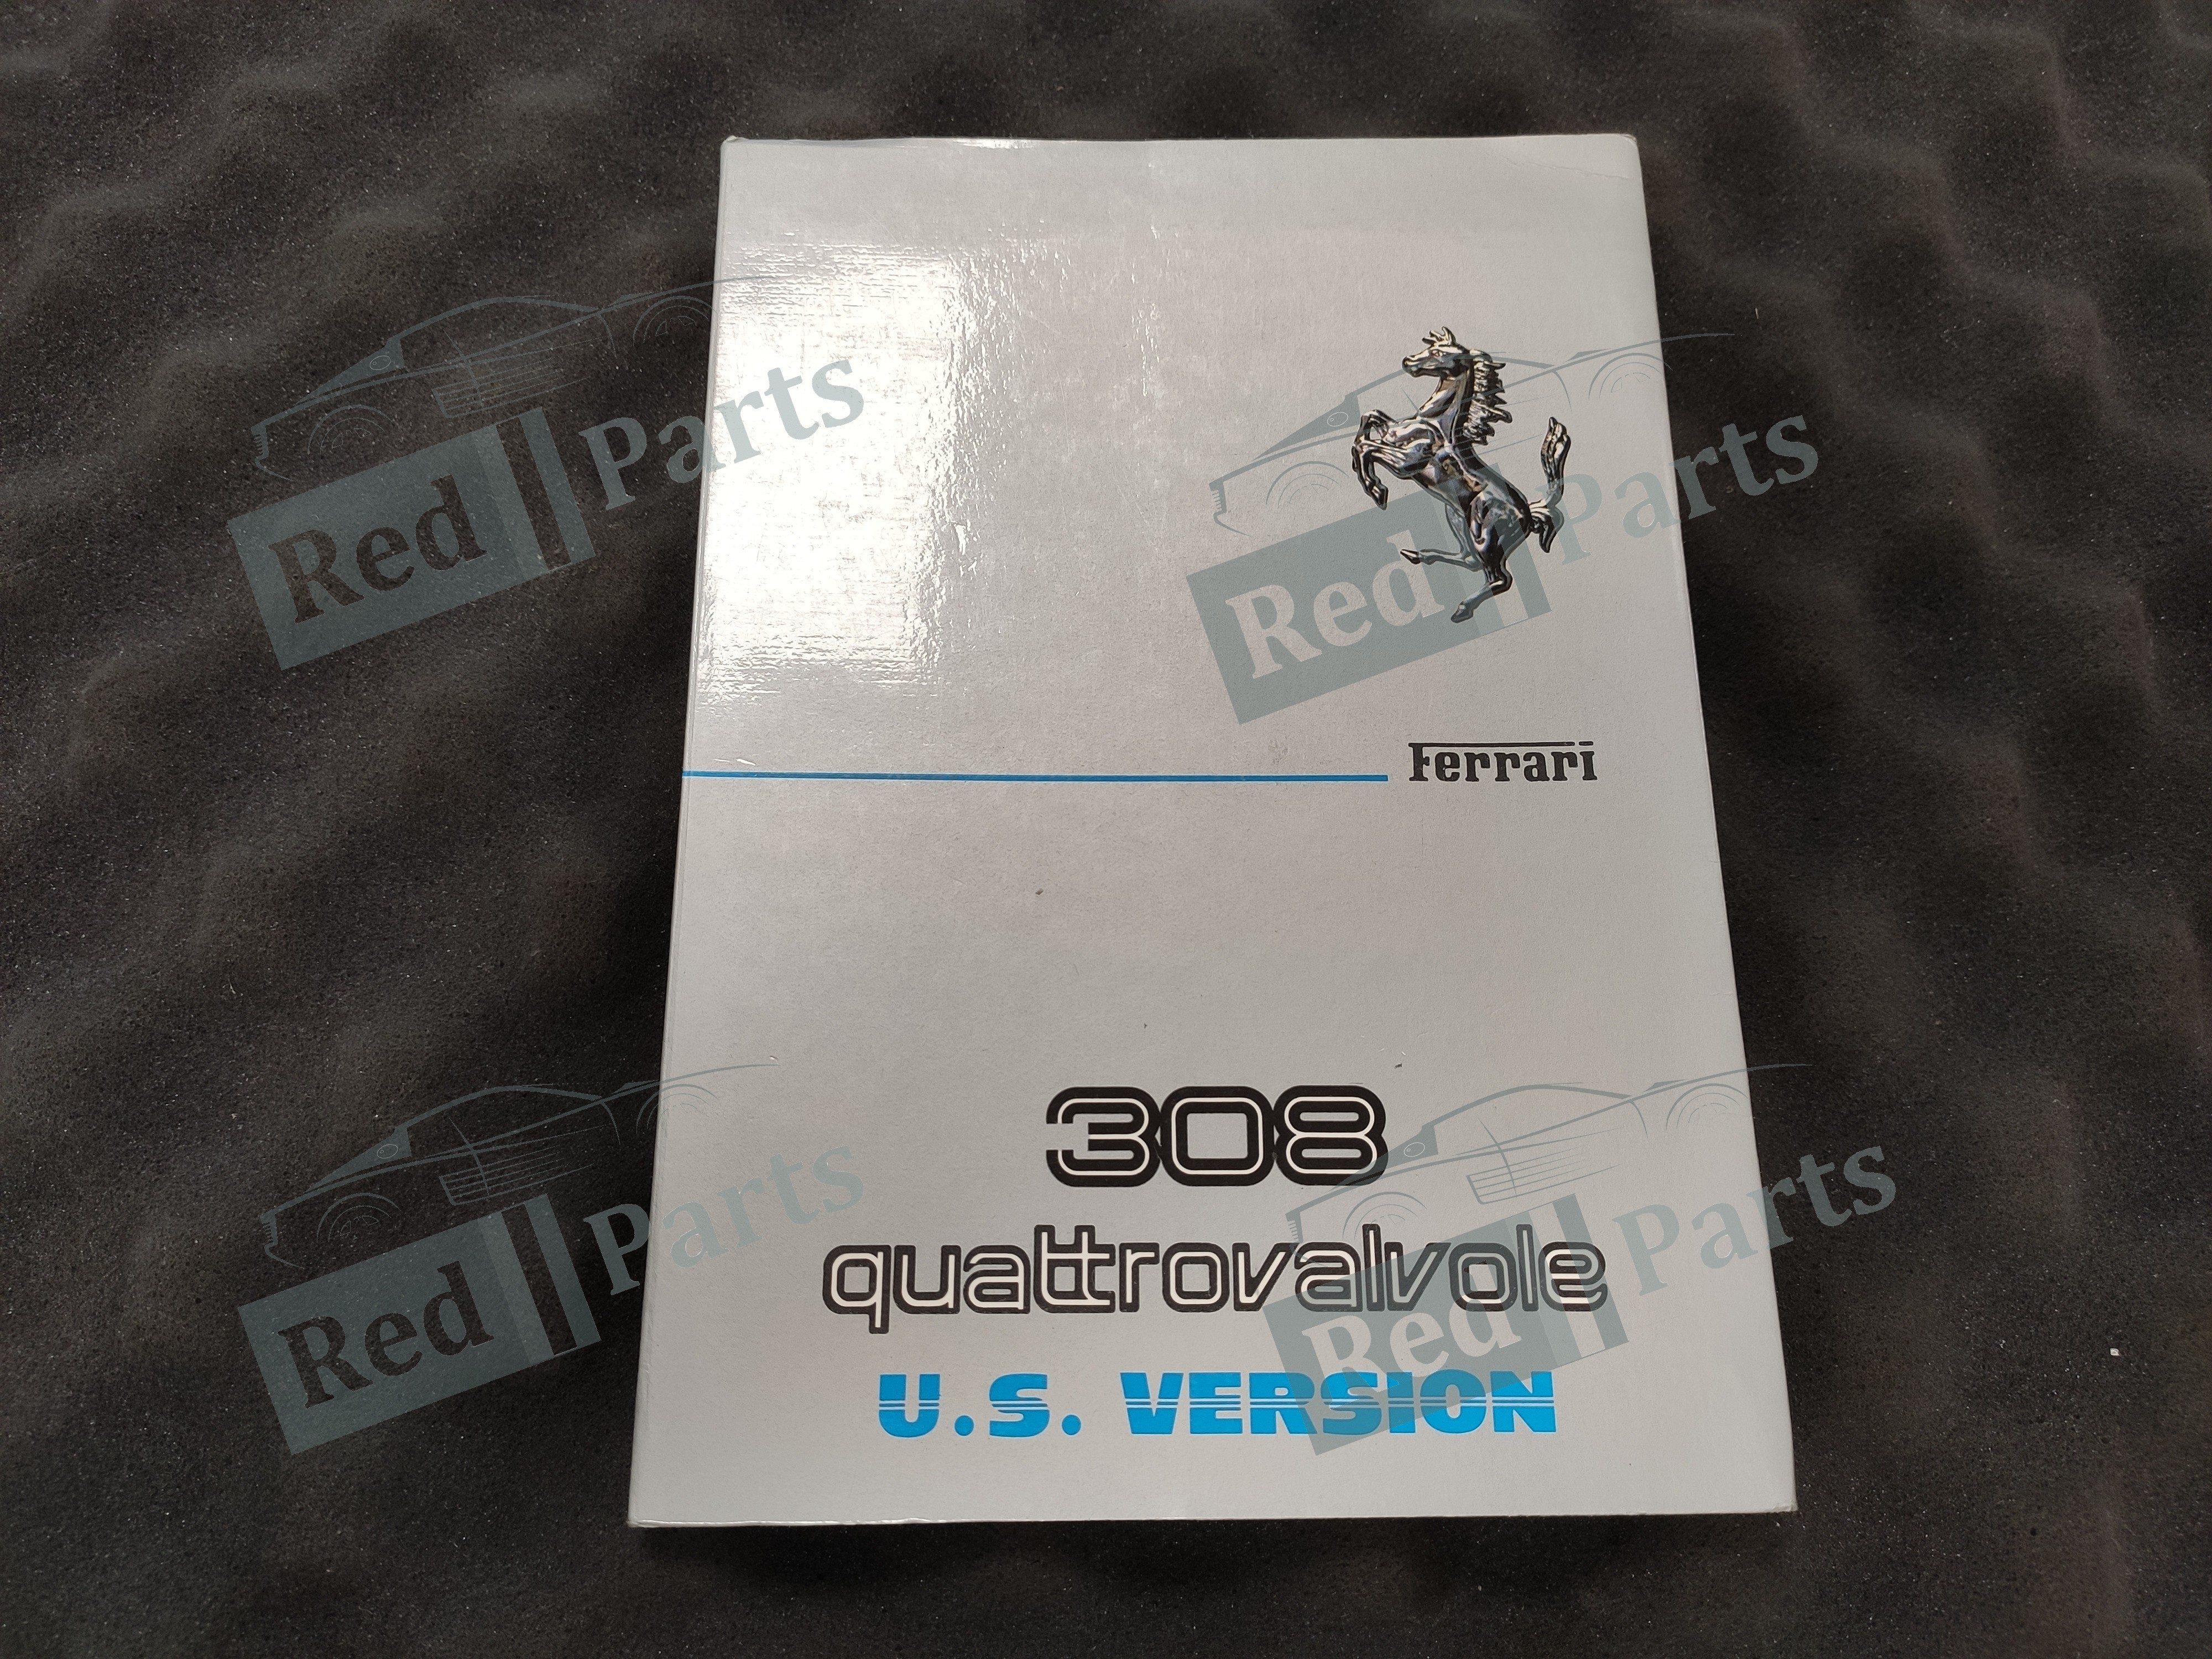 Red Parts
Red Parts
Ferrari
308
quattrovalvole
U.S. VERSION
Red Parts
Red Parts